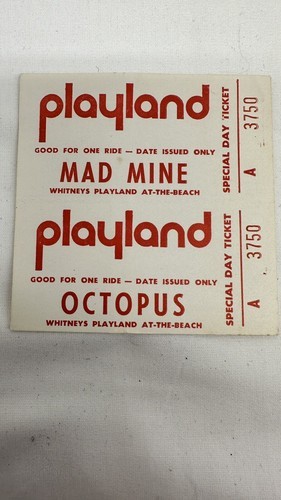 playland
GOOD FOR ONE RIDE — DATE ISSUED ONLY
MAD MINE
WHITNEYS PLAYLAND AT-THE-BEACH
SPECIAL DAY TICKET
A 3750
playland
GOOD FOR ONE RIDE — DATE ISSUED ONLY
OCTOPUS
WHITNEYS PLAYLAND AT-THE-BEACH
SPECIAL DAY TICKET
A 3750